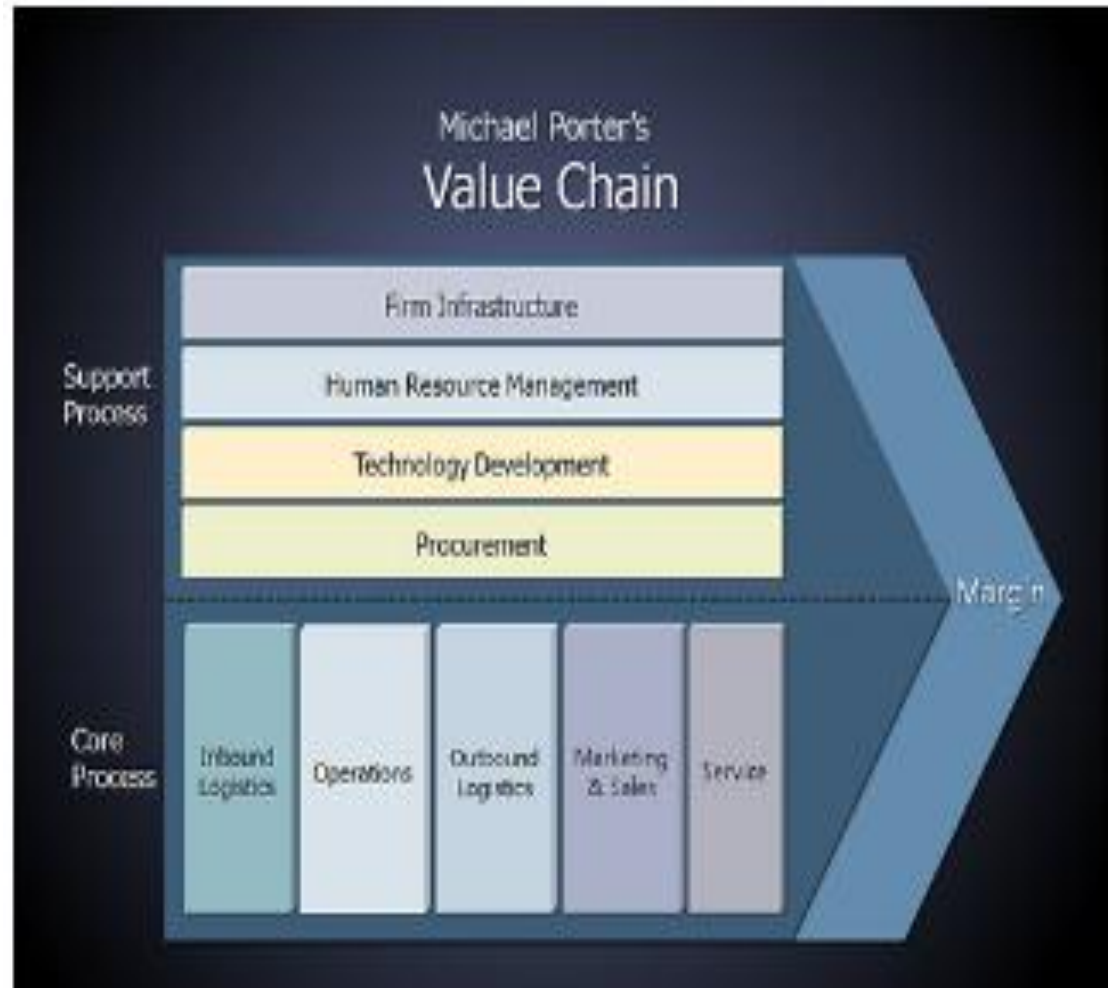 Michael Porter's
Value Chain
Support
Process
Firm Infrastructure
Human Resource Management
Technology Development
Procurement
Margin
Core
Process
Inbound
Logistics
Operations
Outbound
Logistics
Marketing
& Sales
Service